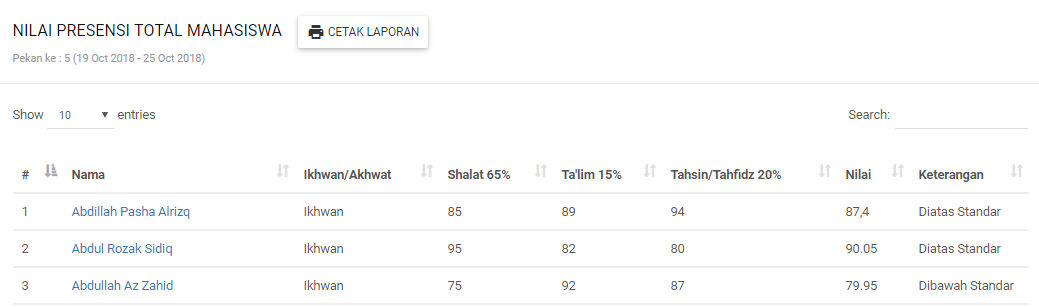 NILAI PRESENSI TOTAL MAHASISWA CETAK LAPORAN
Pekan ke : 5 (19 Oct 2018 - 25 Oct 2018)
Show 10 entries Search:
# Nama Ikhwan/Akhwat Shalat 65% Ta'lim 15% Tahsin/Tahfidz 20% Nilai Keterangan
1 Abdillah Pasha Alrizq Ikhwan 85 89 94 87,4 Diatas Standar
2 Abdul Rozak Sidiq Ikhwan 95 82 80 90.05 Diatas Standar
3 Abdullah Az Zahid Ikhwan 75 92 87 79.95 Dibawah Standar